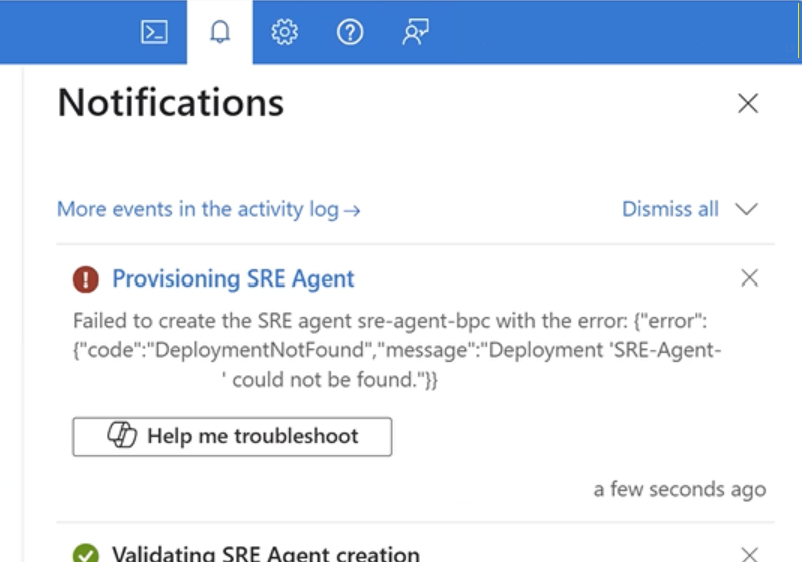 Notifications
More events in the activity log →
Dismiss all
Provisioning SRE Agent
Failed to create the SRE agent sre-agent-bpc with the error: {"error":
{"code":"DeploymentNotFound","message":"Deployment 'SRE-Agent-
' could not be found."}}
Help me troubleshoot
a few seconds ago
Validating SRE Agent creation